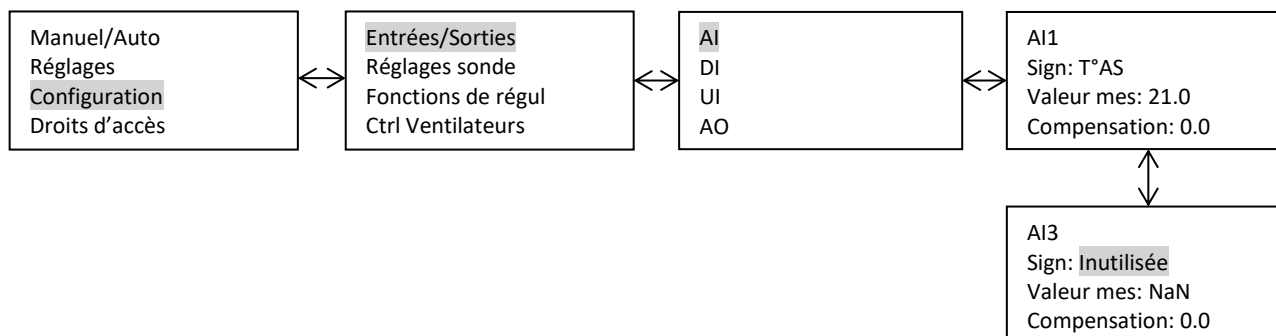 Manuel/Auto
Réglages
Configuration
Droits d’accès
Entrées/Sorties
Réglages sonde
Fonctions de régul
Ctrl Ventilateurs
AI
DI
UI
AO
AI1
Sign: T°AS
Valeur mes: 21.0
Compensation: 0.0
AI3
Sign: Inutilisée
Valeur mes: NaN
Compensation: 0.0